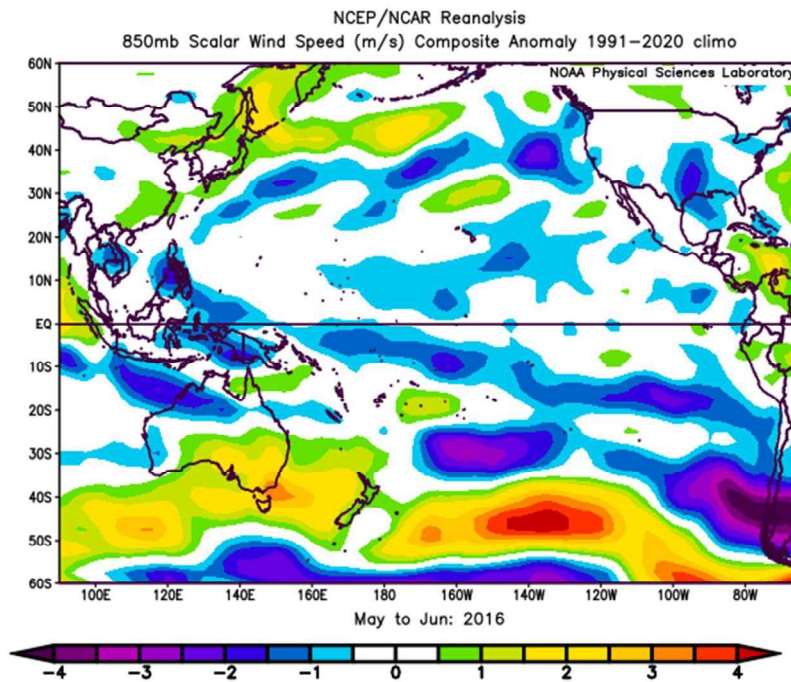 NCEP/NCAR Reanalysis
850mb Scalar Wind Speed (m/s) Composite Anomaly 1991-2020 climo
NOAA Physical Sciences Laboratory
60N
50N
40N
30N
20N
10N
EQ
10S
20S
30S
40S
50S
60S
100E 120E 140E 160E 180 160W 140W 120W 100W 80W
May to Jun: 2016
-4 -3 -2 -1 0 1 2 3 4